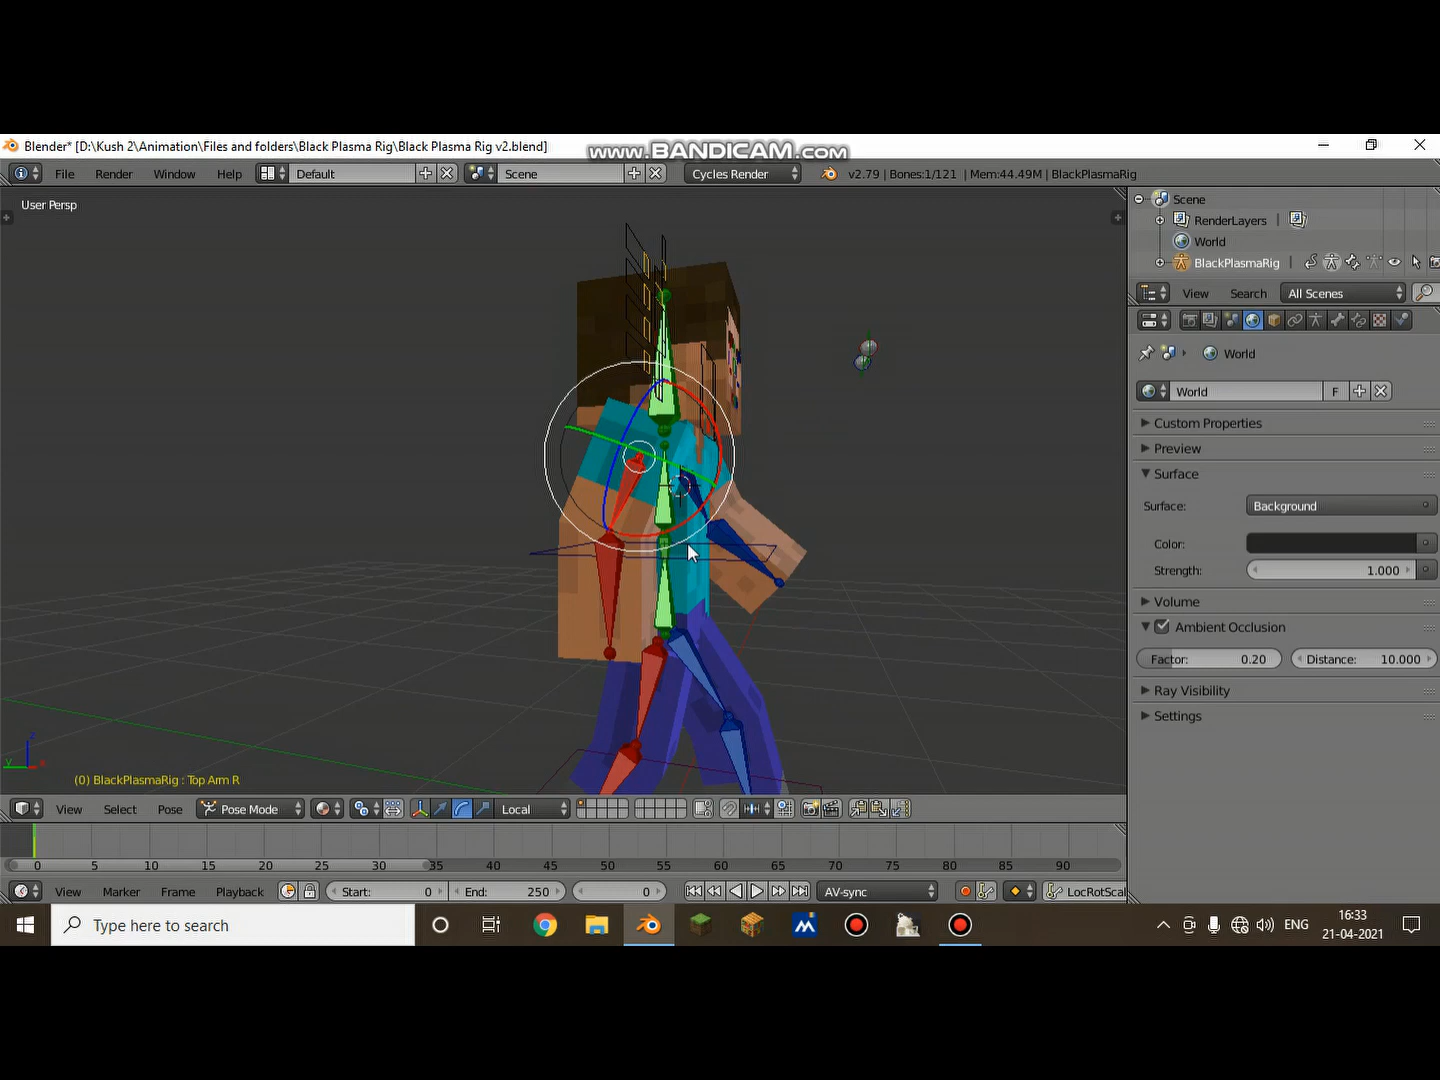 Blender* [D:\Kush 2\Animation\Files and folders\Black Plasma Rig\Black Plasma Rig v2.blend]
www.BANDICAM.com
File Render Window Help Default Scene Cycles Render v2.79 | Bones:1/121 | Mem:44.49M | BlackPlasmaRig
User Persp
Scene
RenderLayers
World
BlackPlasmaRig
View Search All Scenes
World
World F
Custom Properties
Preview
Surface
Surface: Background
Color:
Strength: 1.000
Volume
Ambient Occlusion
Factor: 0.20 Distance: 10.000
Ray Visibility
Settings
z
y x
(0) BlackPlasmaRig : Top Arm R
View Select Pose Pose Mode Local
0 5 10 15 20 25 30 35 40 45 50 55 60 65 70 75 80 85 90
View Marker Frame Playback Start: 0 End: 250 0 AV-sync LocRotScal
Type here to search
ENG
16:33
21-04-2021